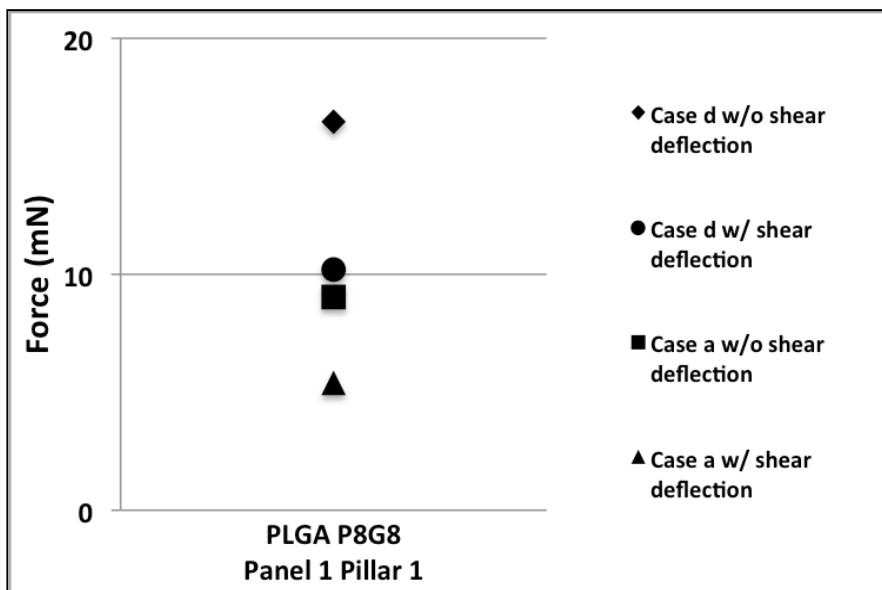 20
10
0
Force (mN)
PLGA P8G8
Panel 1 Pillar 1
Case d w/o shear
deflection
Case d w/ shear
deflection
Case a w/o shear
deflection
Case a w/ shear
deflection